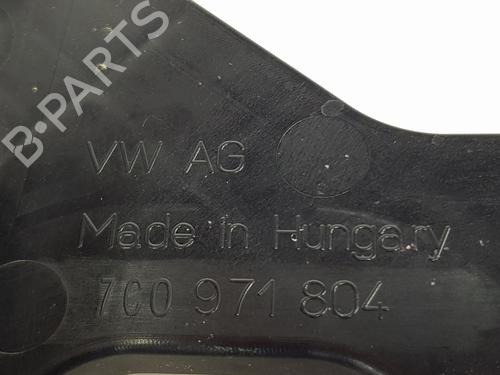 B-Parts
VW AG
Made in Hungary
7C0 971 804